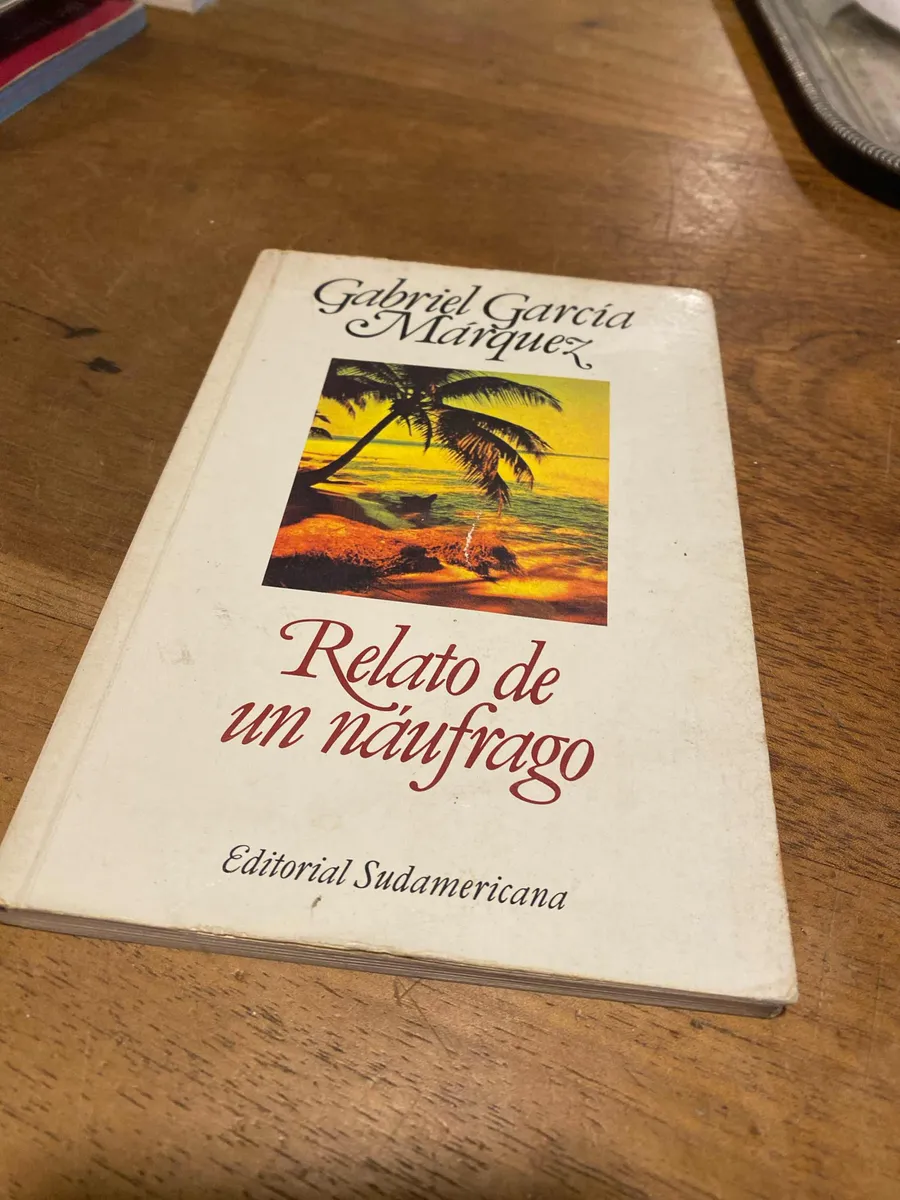 Gabriel García
Márquez
Relato de
un náufrago
Editorial Sudamericana